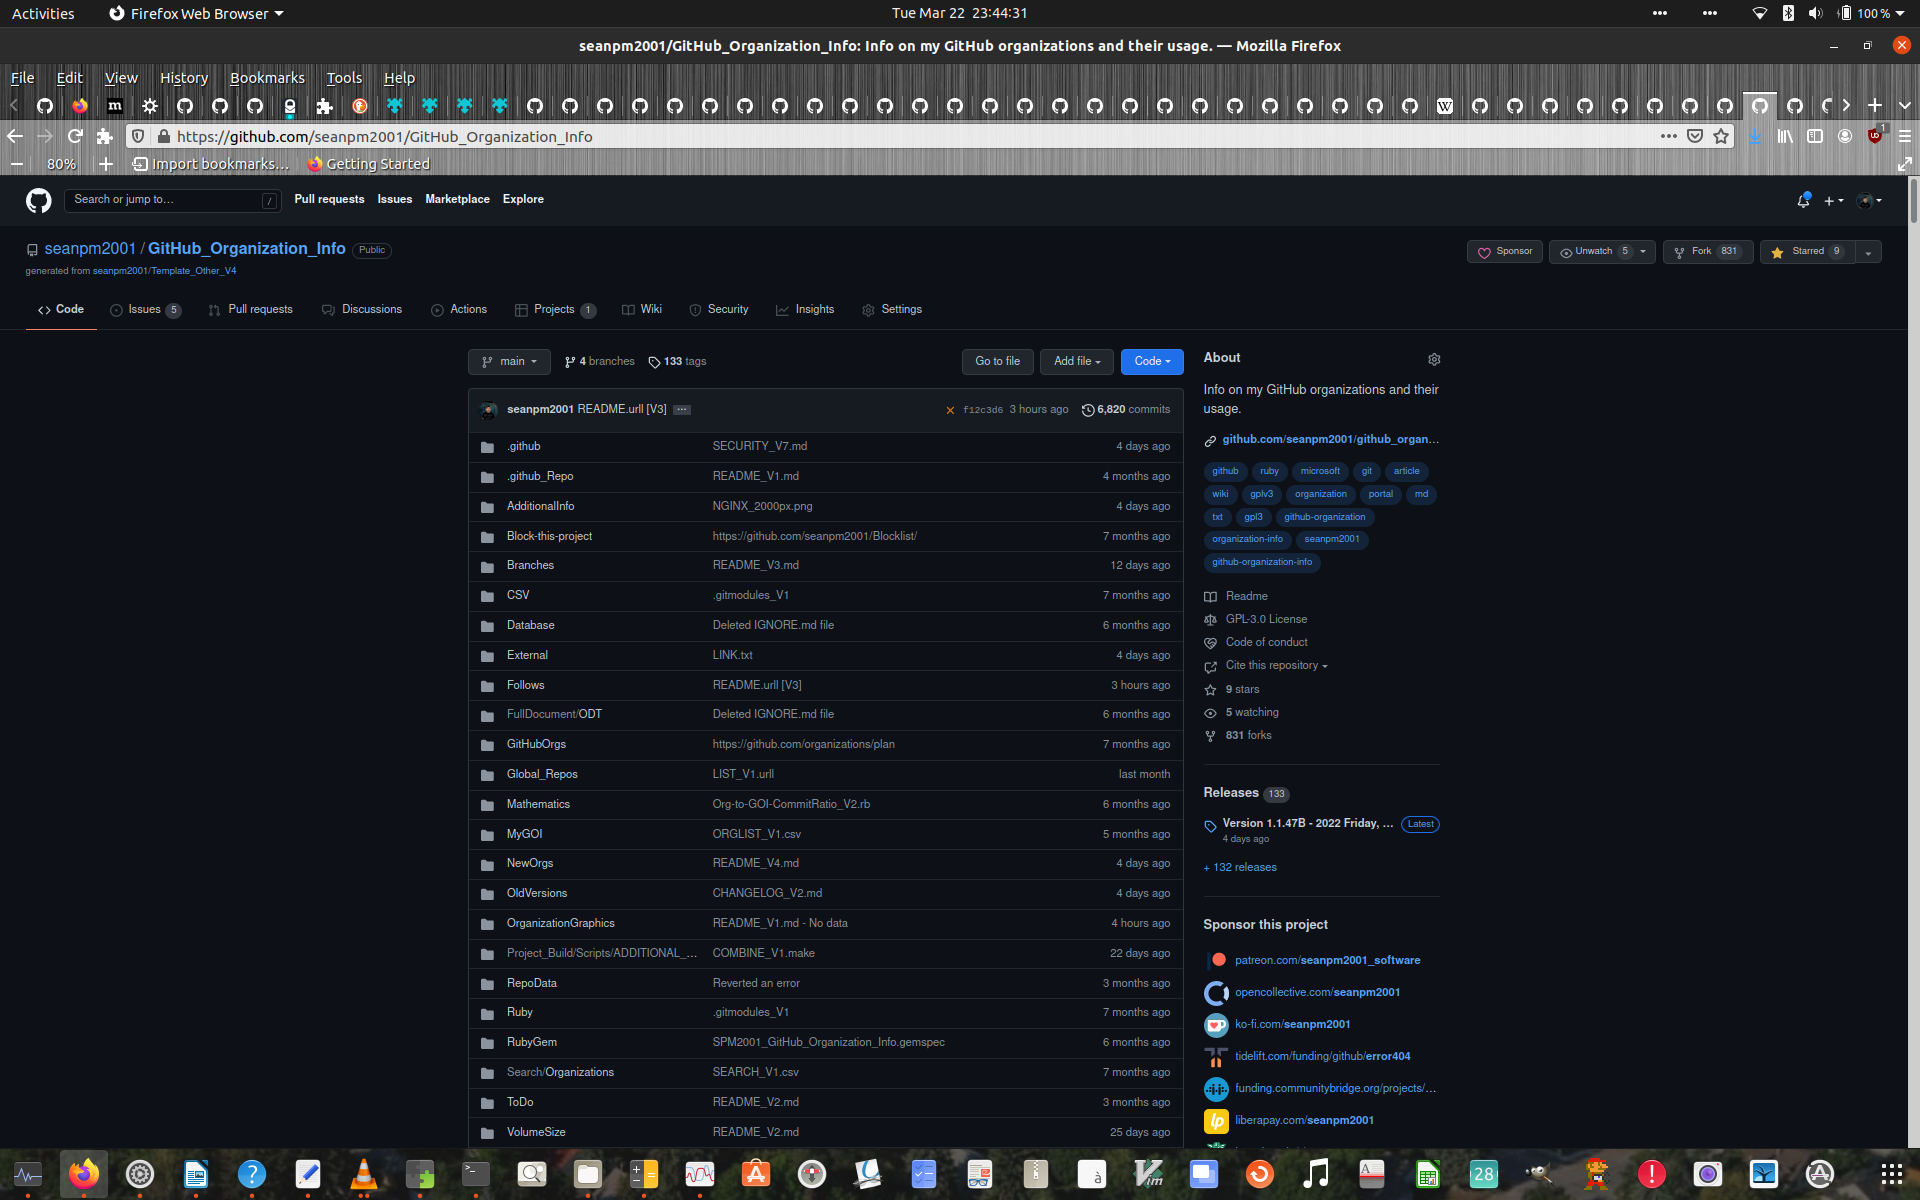 Activities Firefox Web Browser Tue Mar 22 23:44:31 100 %
seanpm2001/GitHub_Organization_Info: Info on my GitHub organizations and their usage. — Mozilla Firefox
File Edit View History Bookmarks Tools Help
https://github.com/seanpm2001/GitHub_Organization_Info
80% Import bookmarks... Getting Started
Search or jump to... / Pull requests Issues Marketplace Explore
seanpm2001 / GitHub_Organization_Info Public
Sponsor Unwatch 5 Fork 831 Starred 9
generated from seanpm2001/Template_Other_V4
Code Issues 5 Pull requests Discussions Actions Projects 1 Wiki Security Insights Settings
main 4 branches 133 tags Go to file Add file Code
seanpm2001 README.urll [V3] ... f12c3d6 3 hours ago 6,820 commits
.github SECURITY_V7.md 4 days ago
.github_Repo README_V1.md 4 months ago
AdditionalInfo NGINX_2000px.png 4 days ago
Block-this-project https://github.com/seanpm2001/Blocklist/ 7 months ago
Branches README_V3.md 12 days ago
CSV .gitmodules_V1 7 months ago
Database Deleted IGNORE.md file 6 months ago
External LINK.txt 4 days ago
Follows README.urll [V3] 3 hours ago
FullDocument/ODT Deleted IGNORE.md file 6 months ago
GitHubOrgs https://github.com/organizations/plan 7 months ago
Global_Repos LIST_V1.urll last month
Mathematics Org-to-GOI-CommitRatio_V2.rb 6 months ago
MyGOI ORGLIST_V1.csv 5 months ago
NewOrgs README_V4.md 4 days ago
OldVersions CHANGELOG_V2.md 4 days ago
OrganizationGraphics README_V1.md - No data 4 hours ago
Project_Build/Scripts/ADDITIONAL_... COMBINE_V1.make 22 days ago
RepoData Reverted an error 3 months ago
Ruby .gitmodules_V1 7 months ago
RubyGem SPM2001_GitHub_Organization_Info.gemspec 6 months ago
Search/Organizations SEARCH_V1.csv 7 months ago
ToDo README_V2.md 3 months ago
VolumeSize README_V2.md 25 days ago
About
Info on my GitHub organizations and their
usage.
github.com/seanpm2001/github_organ...
github ruby microsoft git article
wiki gplv3 organization portal md
txt gpl3 github-organization
organization-info seanpm2001
github-organization-info
Readme
GPL-3.0 License
Code of conduct
Cite this repository
9 stars
5 watching
831 forks
Releases 133
Version 1.1.47B - 2022 Friday, ... Latest
4 days ago
+ 132 releases
Sponsor this project
patreon.com/seanpm2001_software
opencollective.com/seanpm2001
ko-fi.com/seanpm2001
tidelift.com/funding/github/error404
funding.communitybridge.org/projects/...
liberapay.com/seanpm2001